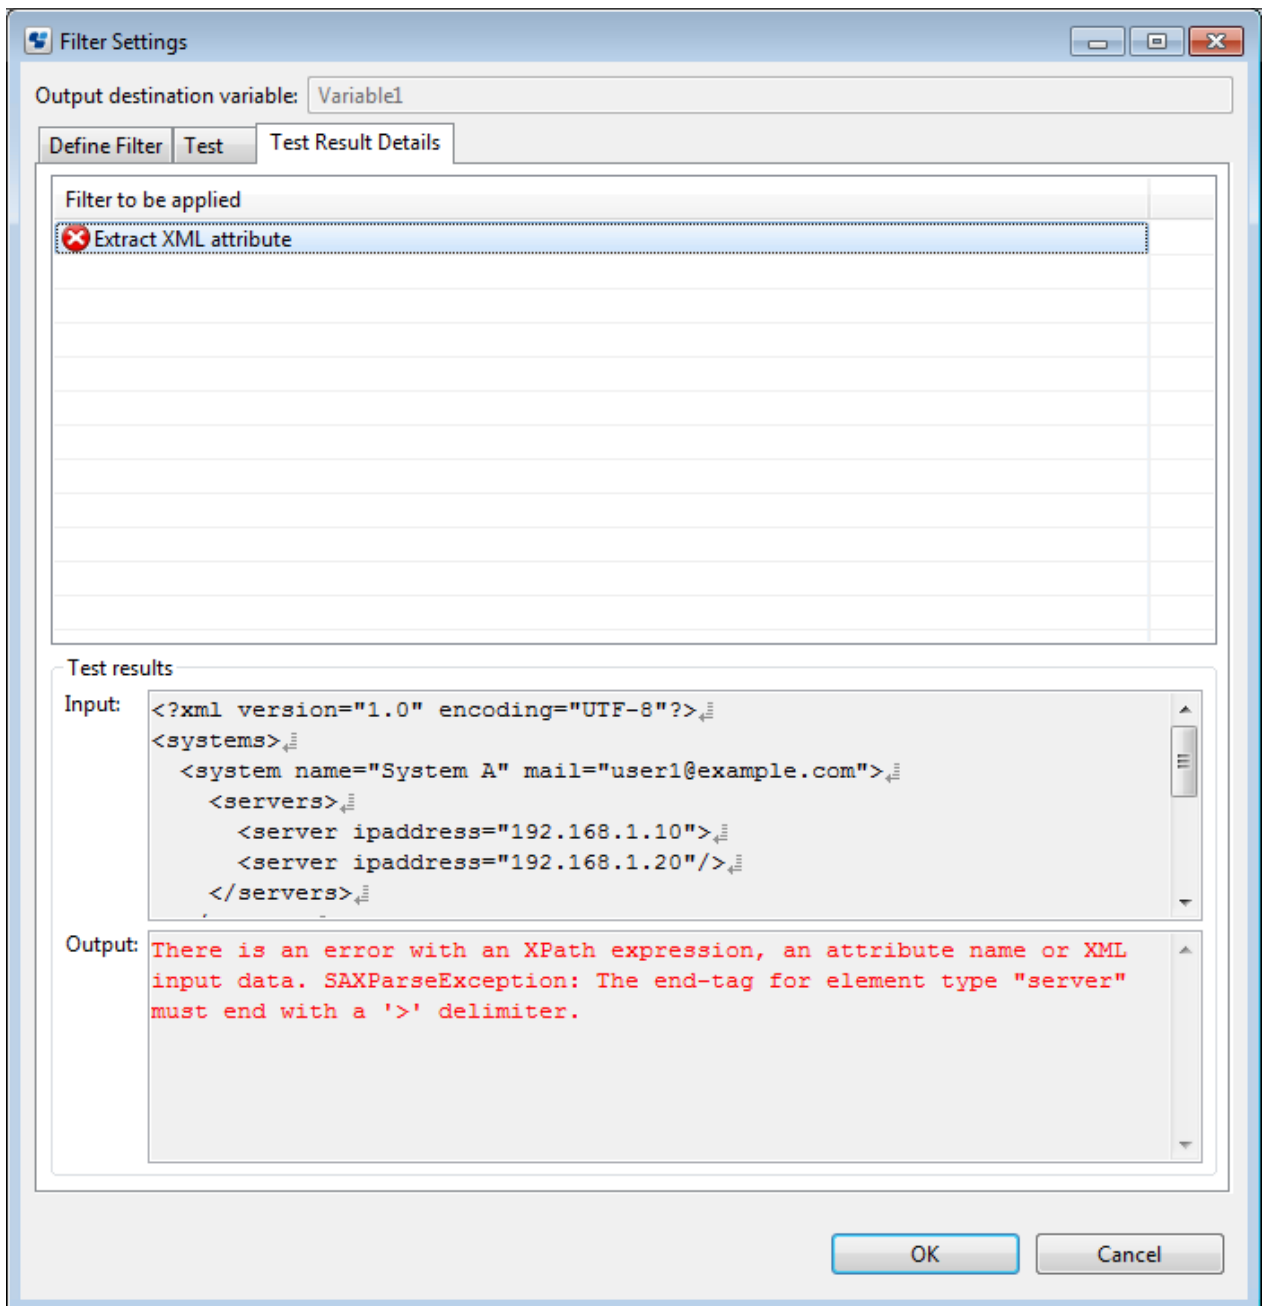 Filter Settings
Output destination variable: Variable1
Define Filter Test Test Result Details
Filter to be applied
Extract XML attribute
Test results
Input:
<?xml version="1.0" encoding="UTF-8"?>
<systems>
<system name="System A" mail="user1@example.com">
<servers>
<server ipaddress="192.168.1.10">
<server ipaddress="192.168.1.20"/>
</servers>
Output:
There is an error with an XPath expression, an attribute name or XML
input data. SAXParseException: The end-tag for element type "server"
must end with a '>' delimiter.
OK Cancel